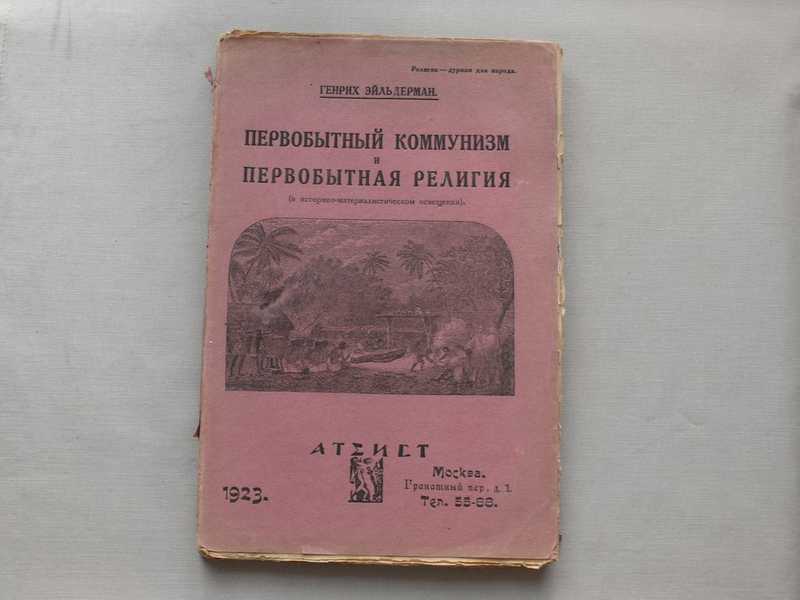 Религия — дурман для народа.
ГЕНРИХ ЭЙЛЬДЕРМАН.
ПЕРВОБЫТНЫЙ КОММУНИЗМ
и
ПЕРВОБЫТНАЯ РЕЛИГИЯ
(в историко-материалистическом освещении).
АТЕИСТ
1923.
Москва.
Гранатный пер., д. 1.
Тел. 55-88.